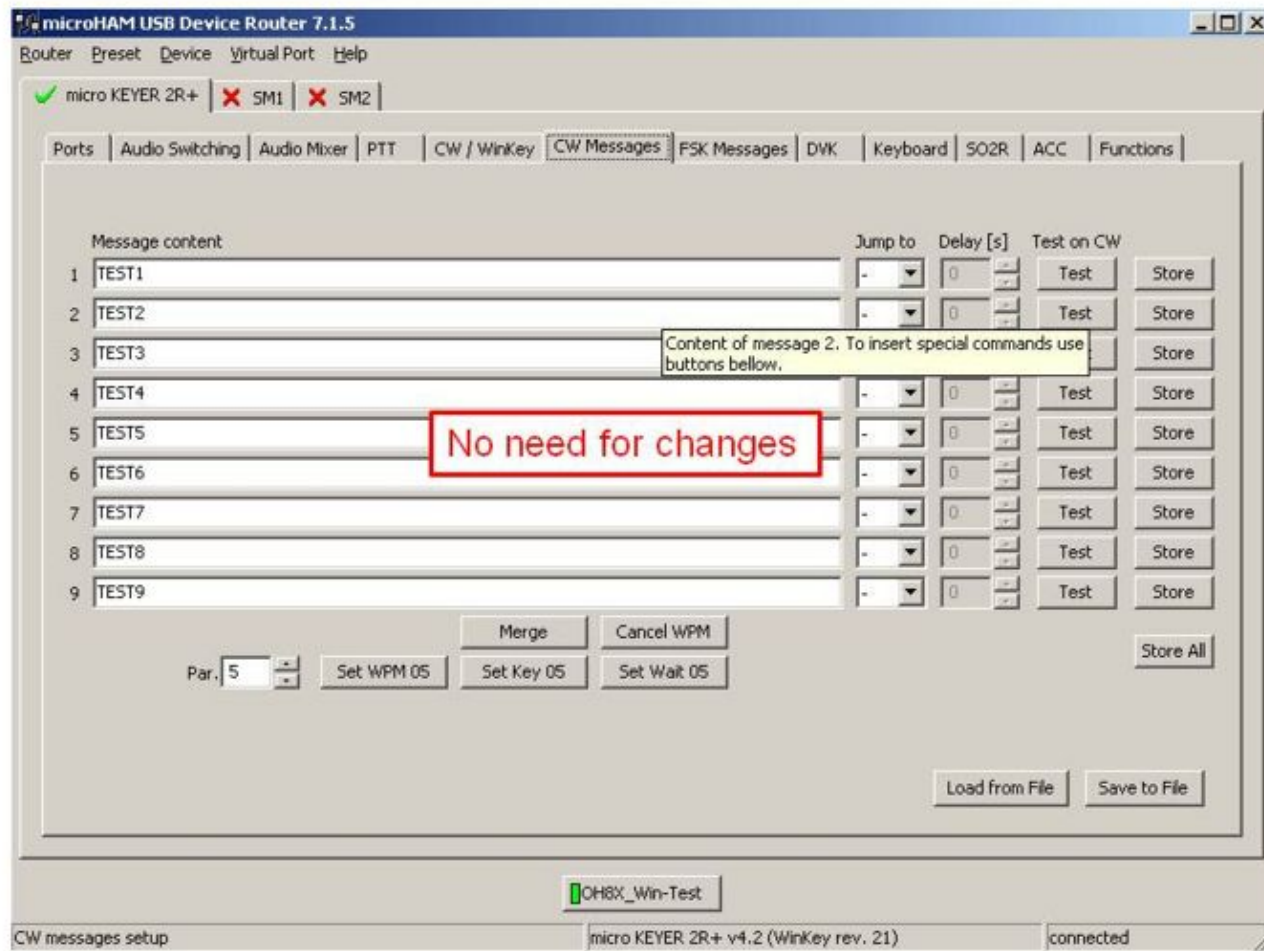 microHAM USB Device Router 7.1.5
Router Preset Device Virtual Port Help
micro KEYER 2R+ SM1 SM2
Ports Audio Switching Audio Mixer PTT CW / WinKey CW Messages FSK Messages DVK Keyboard SO2R ACC Functions
Message content Jump to Delay [s] Test on CW
1 TEST1 - 0 Test Store
2 TEST2 - 0 Test Store
Content of message 2. To insert special commands use
buttons bellow.
3 TEST3 Store
4 TEST4 - 0 Test Store
No need for changes
5 TEST5 - 0 Test Store
6 TEST6 - 0 Test Store
7 TEST7 - 0 Test Store
8 TEST8 - 0 Test Store
9 TEST9 - 0 Test Store
Merge Cancel WPM
Store All
Par. 5 Set WPM 05 Set Key 05 Set Wait 05
Load from File Save to File
OH8X_Win-Test
CW messages setup micro KEYER 2R+ v4.2 (WinKey rev. 21) connected